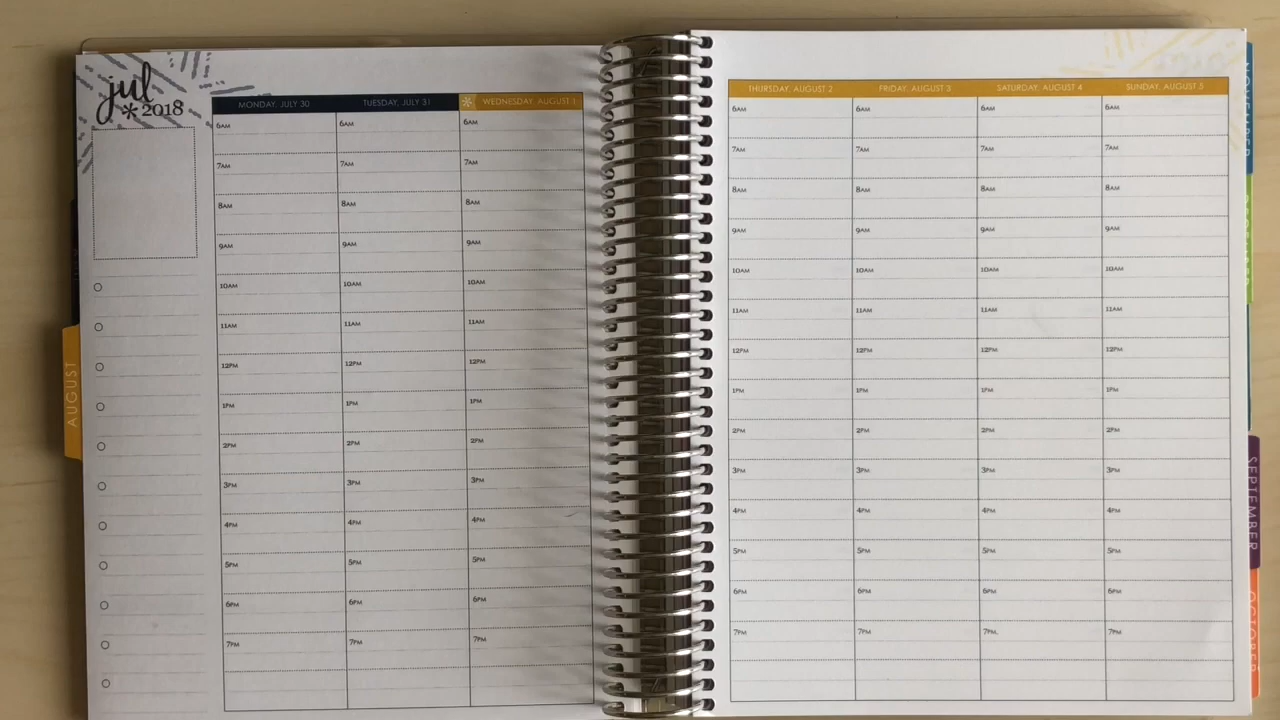 jul
*2018
MONDAY, JULY 30 TUESDAY, JULY 31 * WEDNESDAY, AUGUST 1
6AM 6AM 6AM
7AM 7AM 7AM
8AM 8AM 8AM
9AM 9AM 9AM
10AM 10AM 10AM
11AM 11AM 11AM
12PM 12PM 12PM
1PM 1PM 1PM
2PM 2PM 2PM
3PM 3PM 3PM
4PM 4PM 4PM
5PM 5PM 5PM
6PM 6PM 6PM
7PM 7PM 7PM
AUGUST
THURSDAY, AUGUST 2 FRIDAY, AUGUST 3 SATURDAY, AUGUST 4 SUNDAY, AUGUST 5
6AM 6AM 6AM 6AM
7AM 7AM 7AM 7AM
8AM 8AM 8AM 8AM
9AM 9AM 9AM 9AM
10AM 10AM 10AM 10AM
11AM 11AM 11AM 11AM
12PM 12PM 12PM 12PM
1PM 1PM 1PM 1PM
2PM 2PM 2PM 2PM
3PM 3PM 3PM 3PM
4PM 4PM 4PM 4PM
5PM 5PM 5PM 5PM
6PM 6PM 6PM 6PM
7PM 7PM 7PM 7PM
NOVEMBER
DECEMBER
SEPTEMBER
OCTOBER